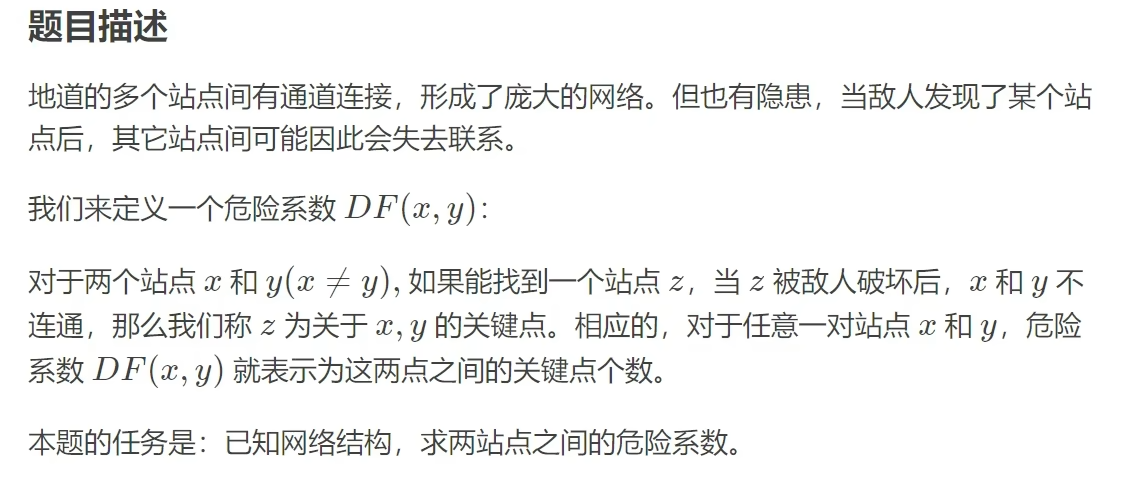 题目描述
地道的多个站点间有通道连接，形成了庞大的网络。但也有隐患，当敌人发现了某个站
点后，其它站点间可能因此会失去联系。
我们来定义一个危险系数 DF(x, y)：
对于两个站点 x 和 y(x ≠ y), 如果能找到一个站点 z，当 z 被敌人破坏后，x 和 y 不
连通，那么我们称 z 为关于 x, y 的关键点。相应的，对于任意一对站点 x 和 y，危险
系数 DF(x, y) 就表示为这两点之间的关键点个数。
本题的任务是：已知网络结构，求两站点之间的危险系数。